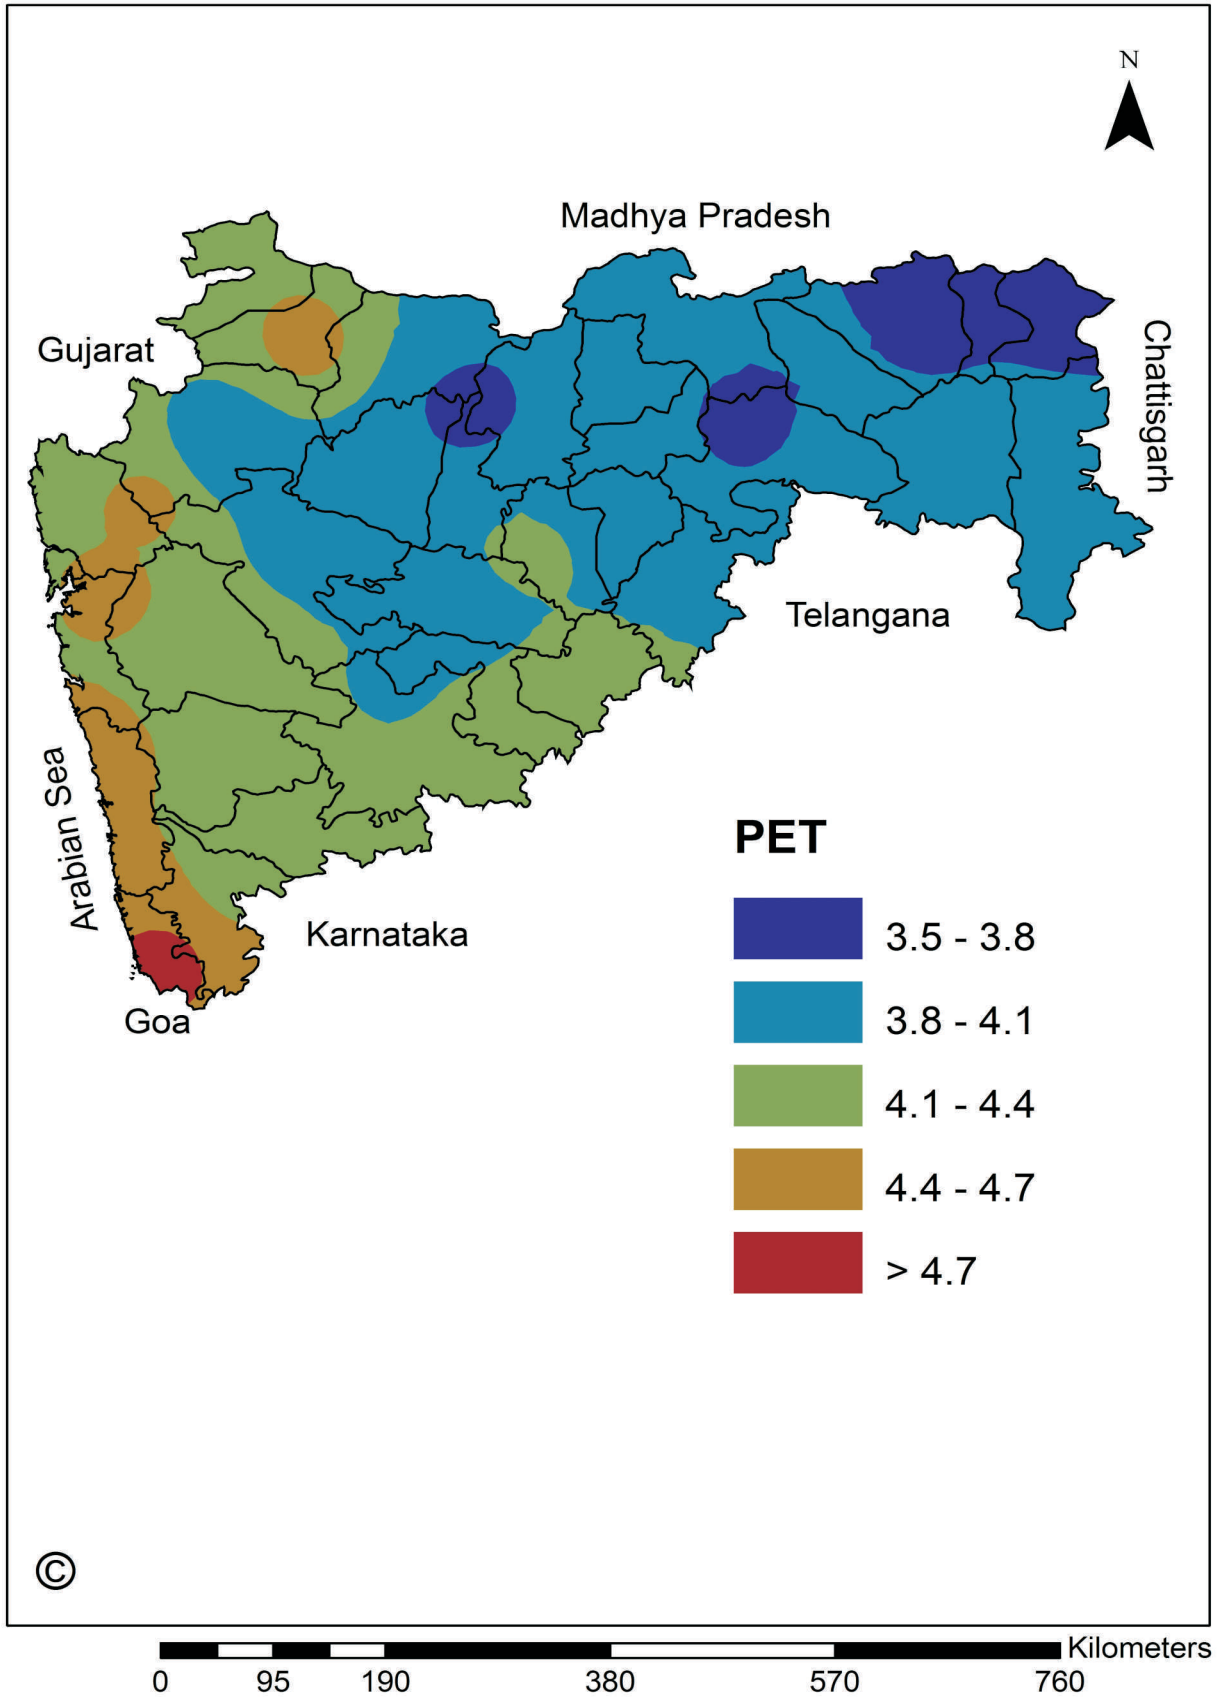 N
Madhya Pradesh
Gujarat
Chattisgarh
Telangana
Arabian Sea
Karnataka
Goa
PET
3.5 - 3.8
3.8 - 4.1
4.1 - 4.4
4.4 - 4.7
> 4.7
©
Kilometers
0 95 190 380 570 760